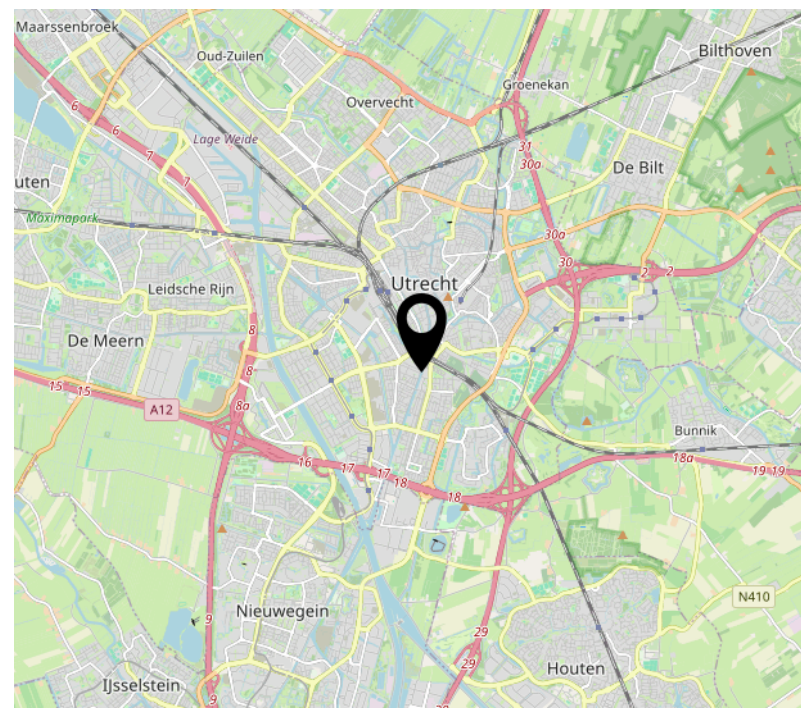 Maarssenbroek
Oud-Zuilen
Bilthoven
Groenekan
6
Overvecht
6
Lage Weide
7
31
30a
De Bilt
7
uten
Maximapark
30a
30
2
2
Utrecht
Leidsche Rijn
8
De Meern
8
15
15
8a
A12
Bunnik
16
17
17
18
18
18a
19
19
N410
Nieuwegein
9
29
29
Houten
IJsselstein
9